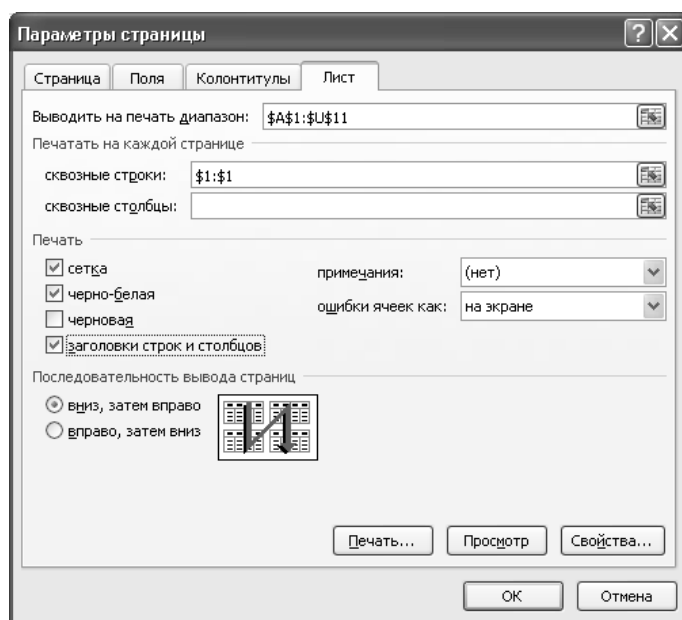 Параметры страницы
Страница Поля Колонтитулы Лист
Выводить на печать диапазон: $A$1:$U$11
Печатать на каждой странице
сквозные строки: $1:$1
сквозные столбцы:
Печать
сетка примечания: (нет)
черно-белая ошибки ячеек как: на экране
черновая
заголовки строк и столбцов
Последовательность вывода страниц
вниз, затем вправо
вправо, затем вниз
Печать... Просмотр Свойства...
ОК Отмена